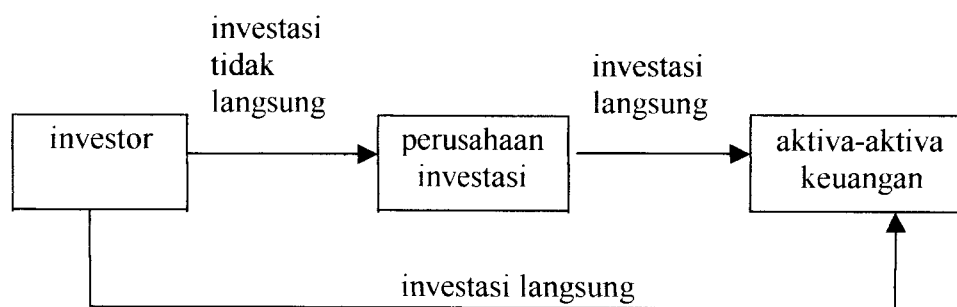 investasi
tidak
langsung
investasi
langsung
investor
perusahaan
investasi
aktiva-aktiva
keuangan
investasi langsung